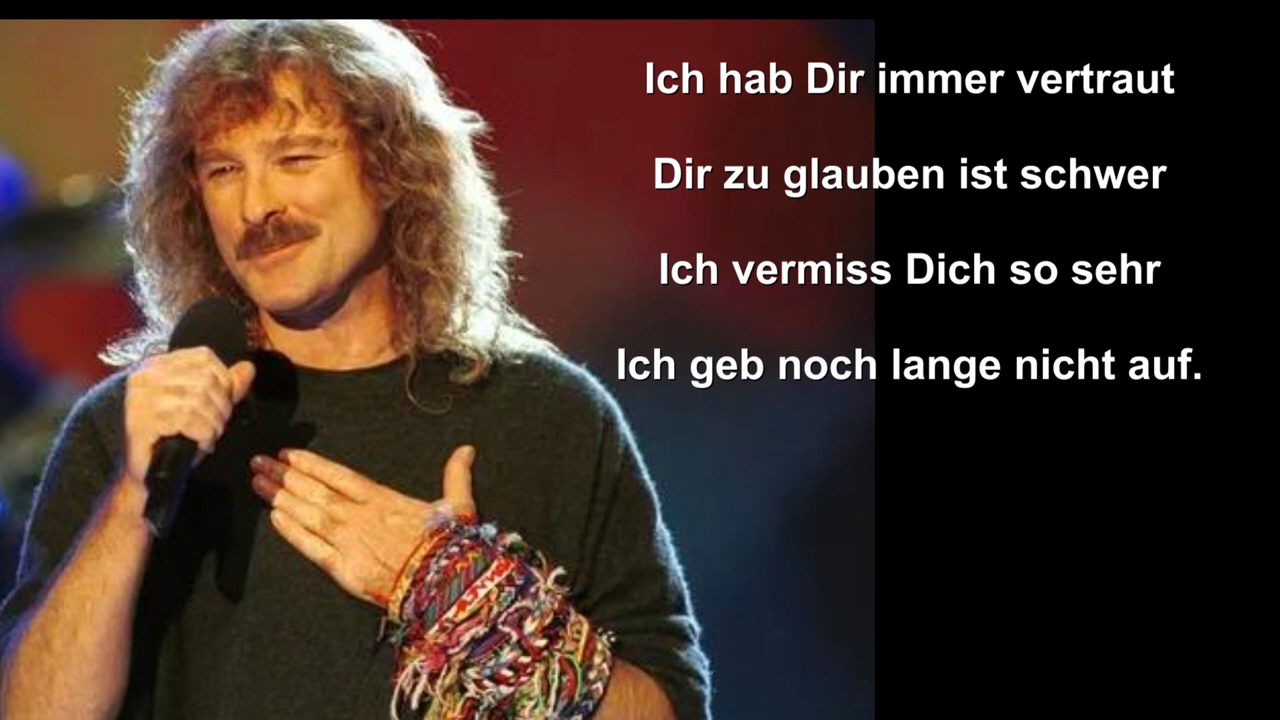 Ich hab Dir immer vertraut
Dir zu glauben ist schwer
Ich vermiss Dich so sehr
Ich geb noch lange nicht auf.